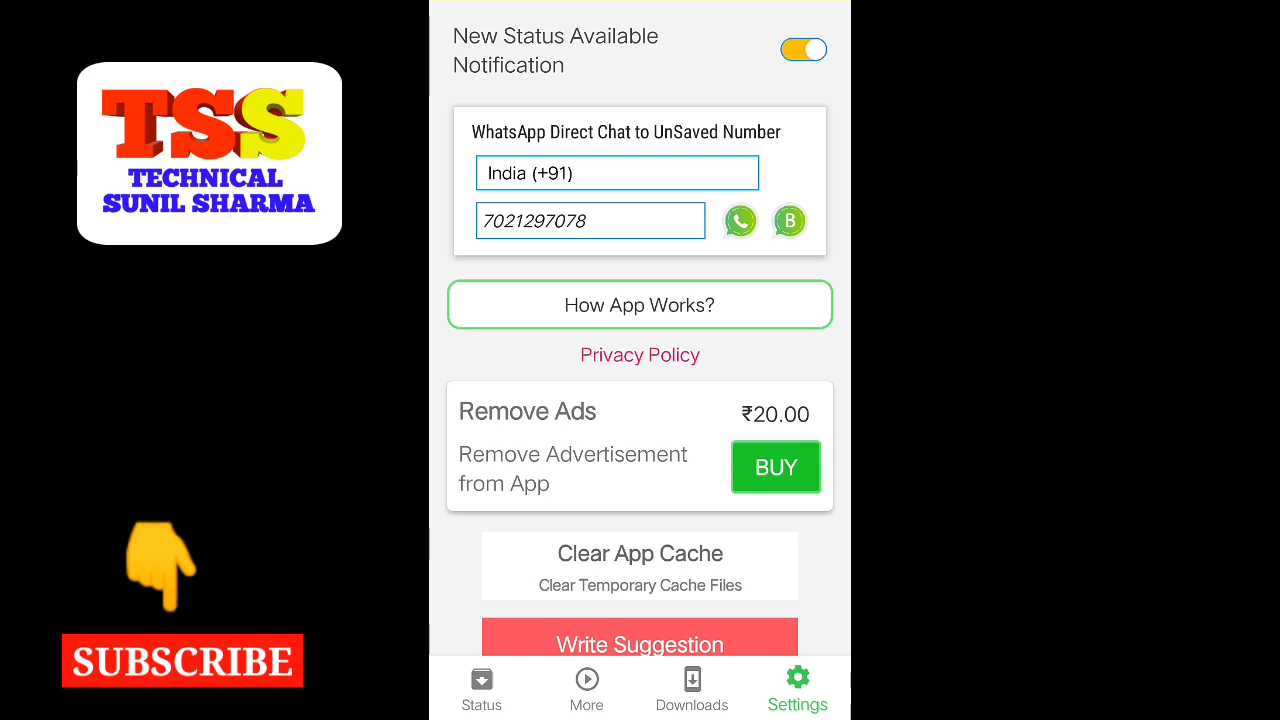 TSS
TECHNICAL
SUNIL SHARMA
SUBSCRIBE
New Status Available
Notification
WhatsApp Direct Chat to UnSaved Number
India (+91)
7021297078
B
How App Works?
Privacy Policy
Remove Ads
₹20.00
Remove Advertisement
from App
BUY
Clear App Cache
Clear Temporary Cache Files
Write Suggestion
Status
More
Downloads
Settings